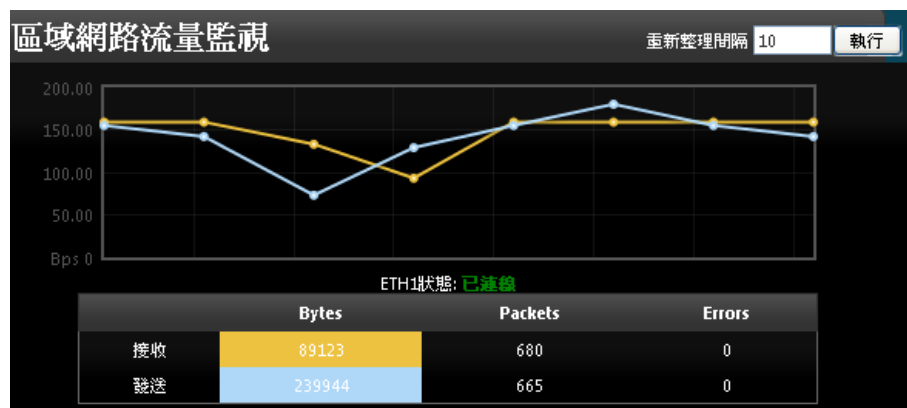 區域網路流量監視
重新整理間隔 10 執行
200.00
150.00
100.00
50.00
Bps 0
ETH1狀態: 已連線
Bytes Packets Errors
接收 89123 680 0
發送 239944 665 0